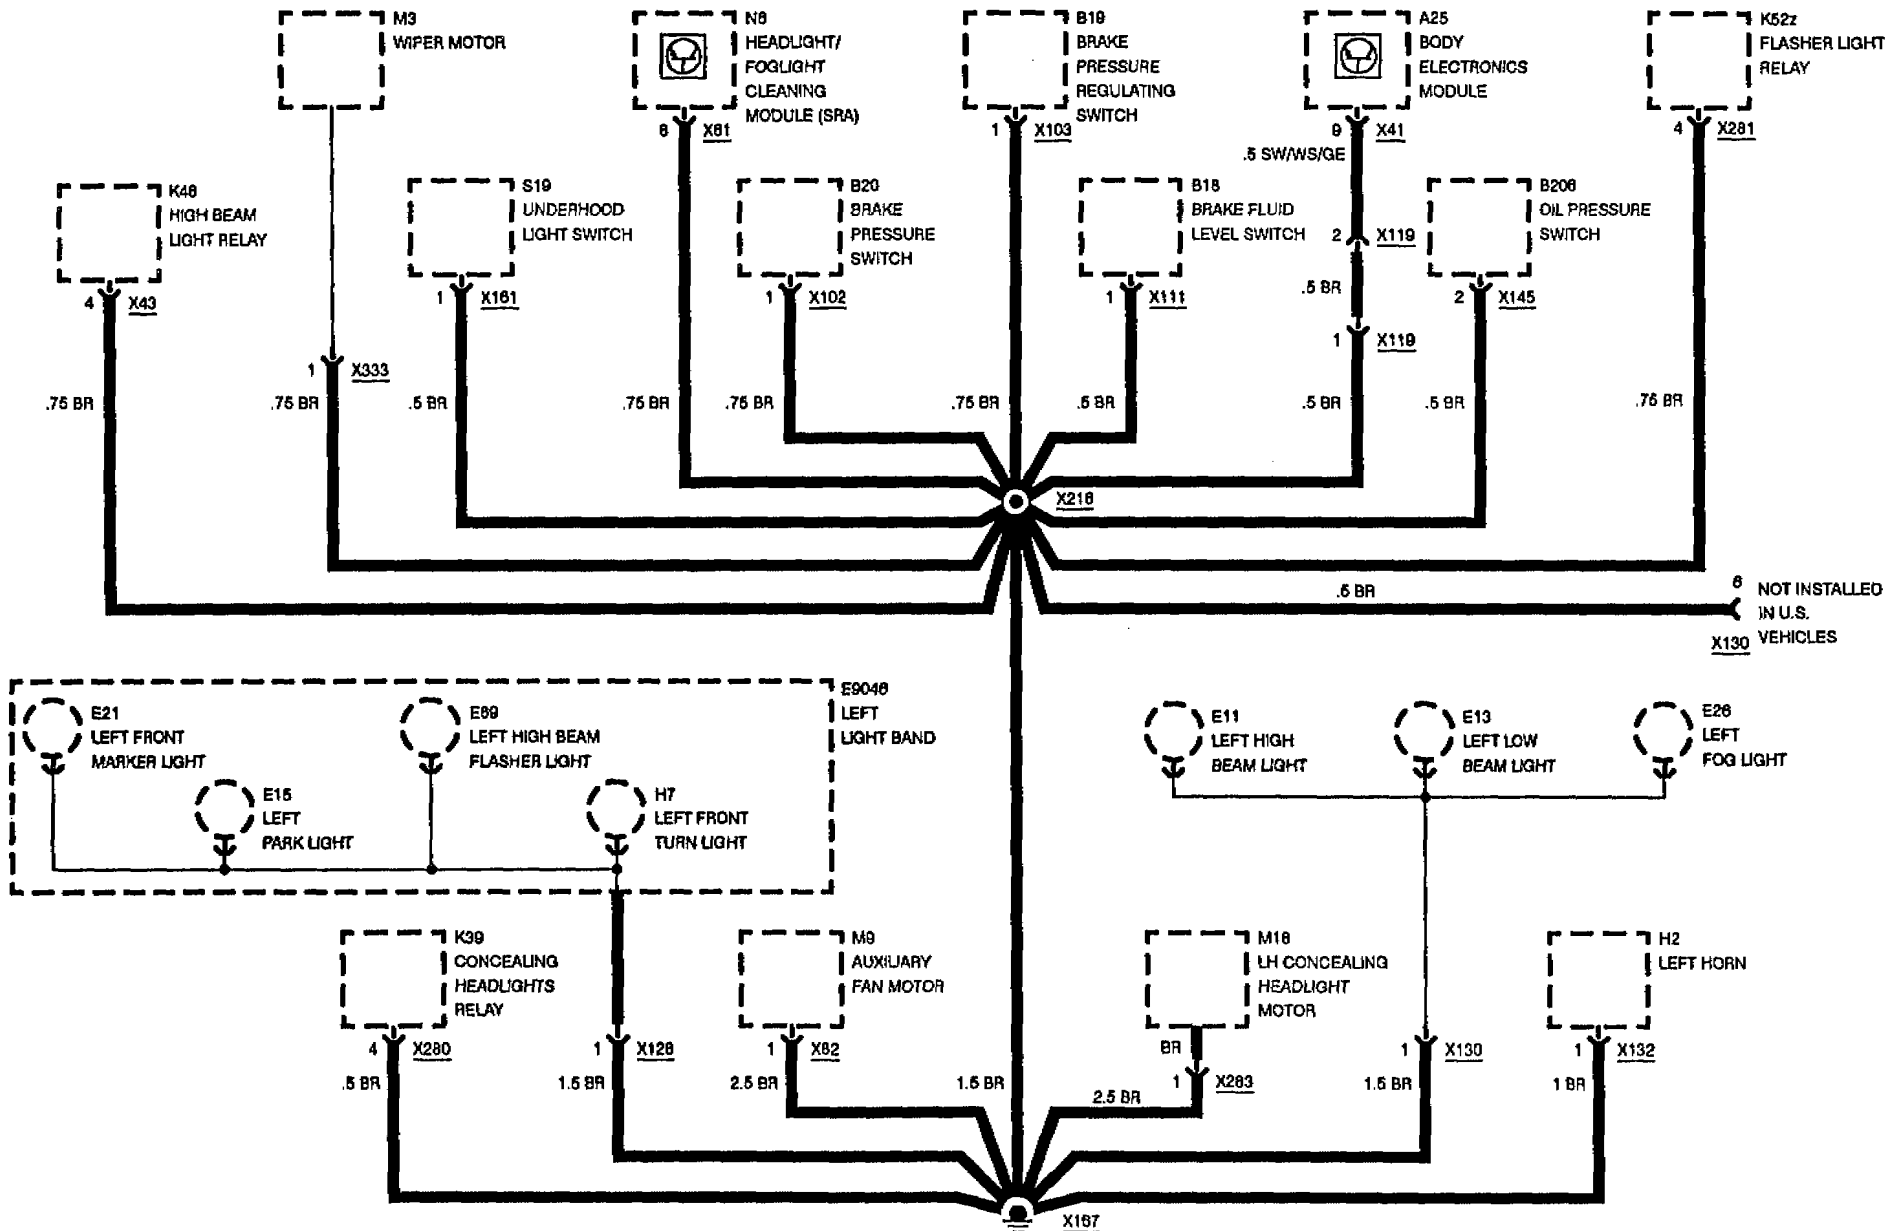 M3
WIPER MOTOR
N6
HEADLIGHT/
FOGLIGHT
CLEANING
MODULE (SRA)
B19
BRAKE
PRESSURE
REGULATING
SWITCH
A25
BODY
ELECTRONICS
MODULE
K52z
FLASHER LIGHT
RELAY
6 X61
1 X103
9 X41
.5 SW/WS/GE
4 X281
K46
HIGH BEAM
LIGHT RELAY
S19
UNDERHOOD
LIGHT SWITCH
B20
BRAKE
PRESSURE
SWITCH
B18
BRAKE FLUID
LEVEL SWITCH
2 X119
B206
OIL PRESSURE
SWITCH
4 X43
1 X161
1 X102
1 X111
.5 BR
2 X145
1 X119
1 X333
.75 BR
.75 BR
.5 BR
.75 BR
.75 BR
.75 BR
.5 BR
.5 BR
.5 BR
.75 BR
X216
.5 BR
6
X130
NOT INSTALLED
IN U.S.
VEHICLES
E9046
LEFT
LIGHT BAND
E21
LEFT FRONT
MARKER LIGHT
E69
LEFT HIGH BEAM
FLASHER LIGHT
E15
LEFT
PARK LIGHT
H7
LEFT FRONT
TURN LIGHT
E11
LEFT HIGH
BEAM LIGHT
E13
LEFT LOW
BEAM LIGHT
E26
LEFT
FOG LIGHT
K39
CONCEALING
HEADLIGHTS
RELAY
M9
AUXILIARY
FAN MOTOR
M16
LH CONCEALING
HEADLIGHT
MOTOR
H2
LEFT HORN
4 X280
1 X128
1 X62
BR
1 X283
1 X130
1 X132
.5 BR
1.5 BR
2.5 BR
1.5 BR
2.5 BR
1.5 BR
1 BR
X167